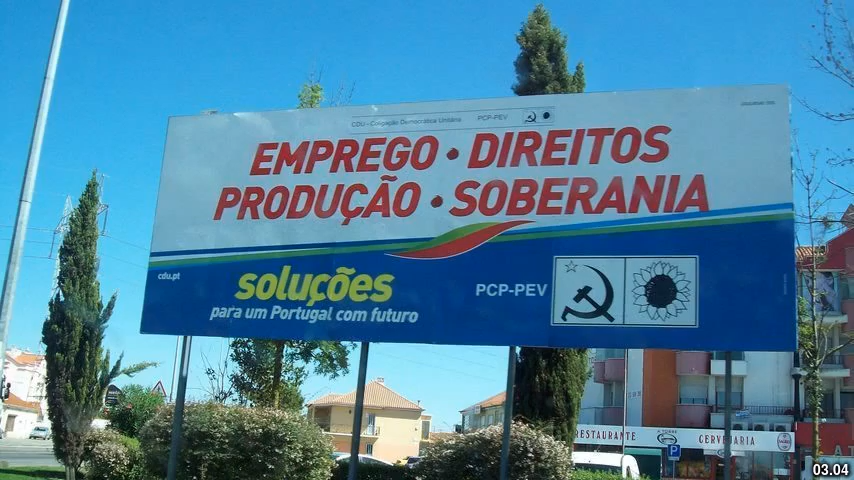 CDU - Coligação Democrática Unitária PCP-PEV
EMPREGO • DIREITOS
PRODUÇÃO • SOBERANIA
cdu.pt
soluções
para um Portugal com futuro
PCP-PEV
RESTAURANTE
CERVEJARIA
P
03.04